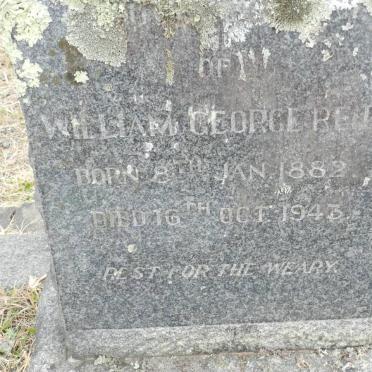 OF
WILLIAM GEORGE
BORN 8TH JAN 1882
DIED 16TH OCT 1943.
REST FOR THE WEARY.